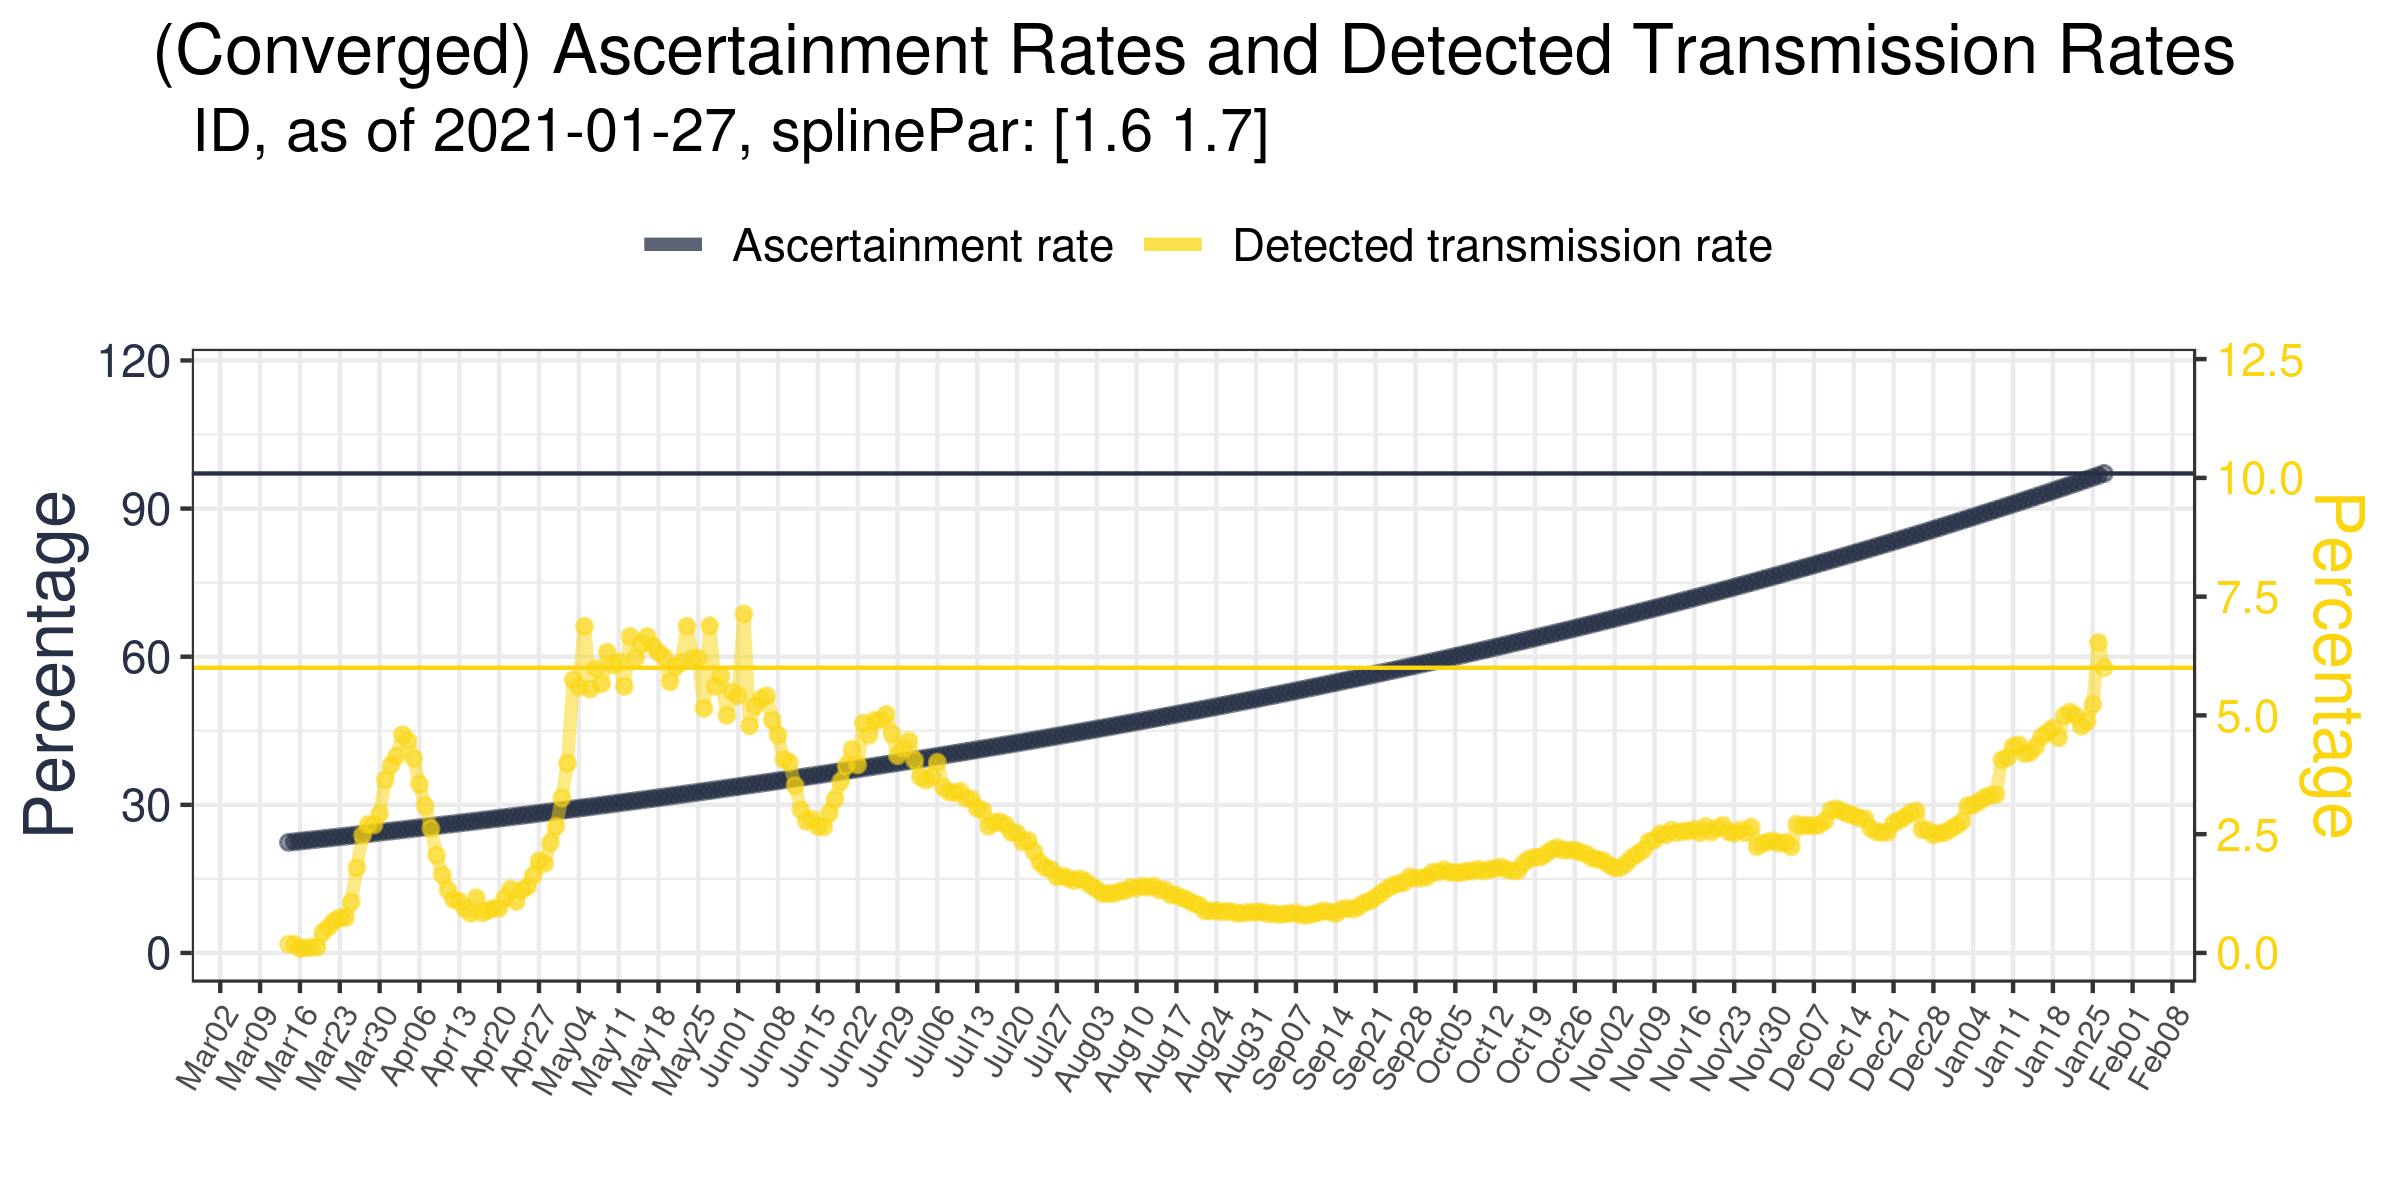 (Converged) Ascertainment Rates and Detected Transmission Rates
ID, as of 2021-01-27, splinePar: [1.6 1.7]
Ascertainment rate Detected transmission rate
Percentage
120
90
60
30
0
12.5
10.0
7.5
5.0
2.5
0.0
Percentage
Mar02 Mar09 Mar16 Mar23 Mar30 Apr06 Apr13 Apr20 Apr27 May04 May11 May18 May25 Jun01 Jun08 Jun15 Jun22 Jun29 Jul06 Jul13 Jul20 Jul27 Aug03 Aug10 Aug17 Aug24 Aug31 Sep07 Sep14 Sep21 Sep28 Oct05 Oct12 Oct19 Oct26 Nov02 Nov09 Nov16 Nov23 Nov30 Dec07 Dec14 Dec21 Dec28 Jan04 Jan11 Jan18 Jan25 Feb01 Feb08